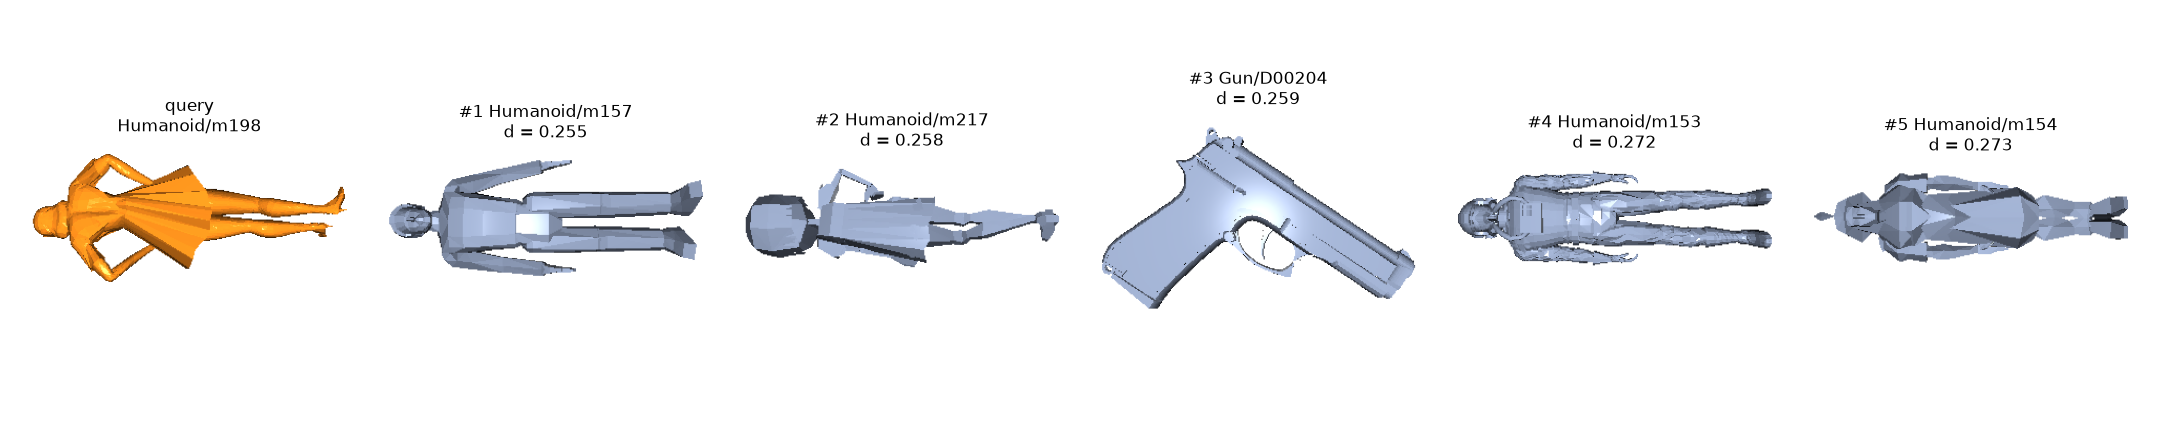 query
Humanoid/m198
#1 Humanoid/m157
d = 0.255
#2 Humanoid/m217
d = 0.258
#3 Gun/D00204
d = 0.259
#4 Humanoid/m153
d = 0.272
#5 Humanoid/m154
d = 0.273